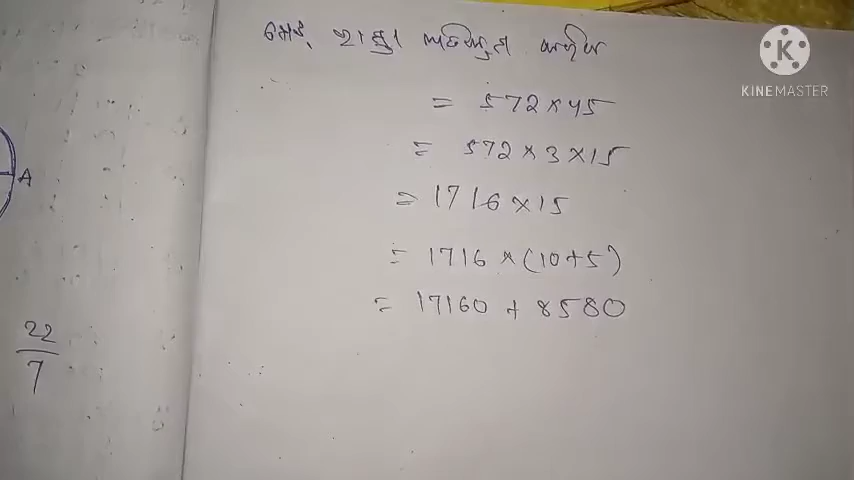 KINEMASTER
= 572 × 45
= 572 × 3 × 15
= 1716 × 15
= 1716 × (10+5)
= 17160 + 8580
A
22
7